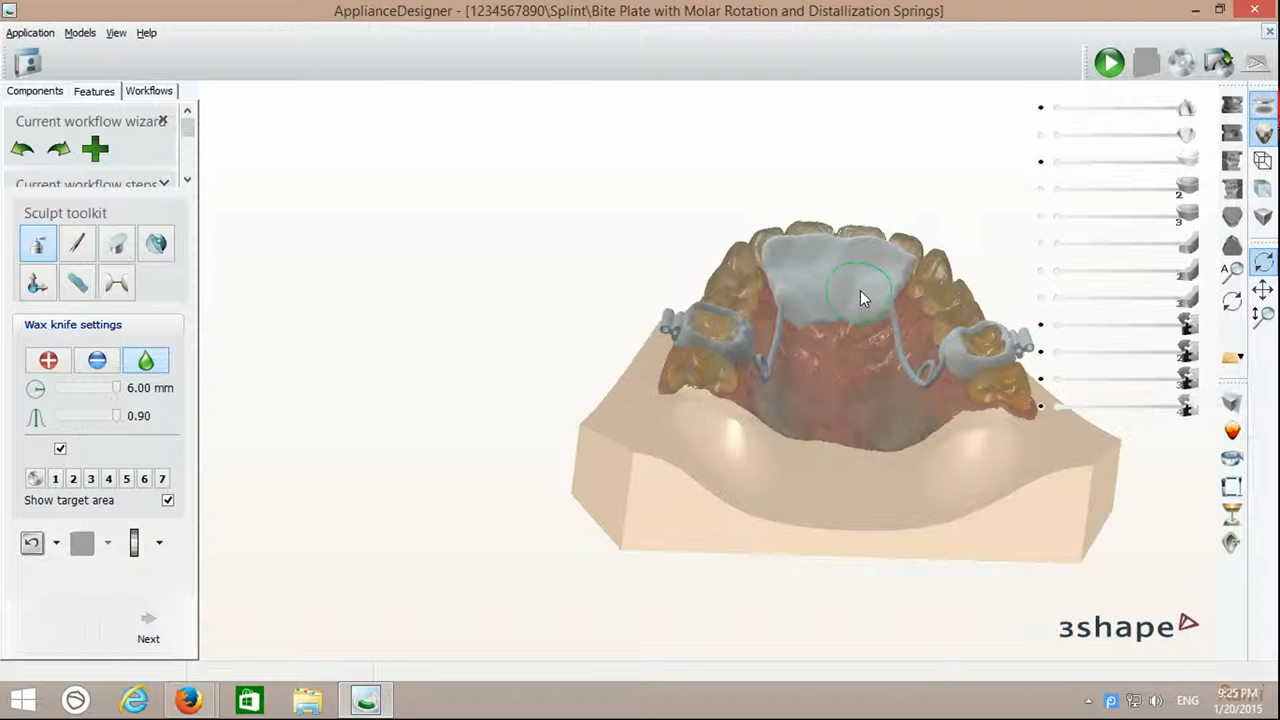 ApplianceDesigner - [1234567890\Splint\Bite Plate with Molar Rotation and Distallization Springs]
Application Models View Help
Components Features Workflows
Current workflow wizard
Current workflow steps
Sculpt toolkit
Wax knife settings
6.00 mm
0.90
1 2 3 4 5 6 7
Show target area
Next
2
3
2
3
2
3
4
A
3shape
ENG
9:25 PM
1/20/2015